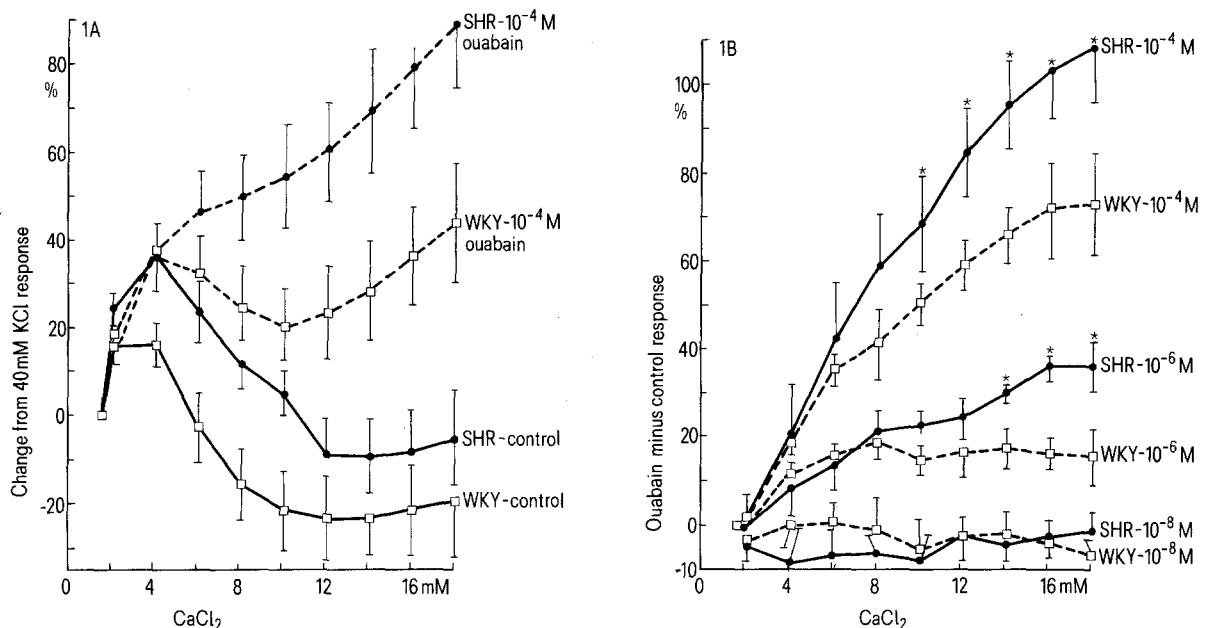 1A
80
%
60
40
20
0
-20
Change from 40mM KCl response
0 4 8 12 16 mM
CaCl₂
SHR-10⁻⁴ M
ouabain
WKY-10⁻⁴ M
ouabain
SHR-control
WKY-control
1B
100
%
80
60
40
20
0
-10
Ouabain minus control response
0 4 8 12 16 mM
CaCl₂
* * * * *
SHR-10⁻⁴ M
WKY-10⁻⁴ M
* * *
SHR-10⁻⁶ M
WKY-10⁻⁶ M
SHR-10⁻⁸ M
WKY-10⁻⁸ M